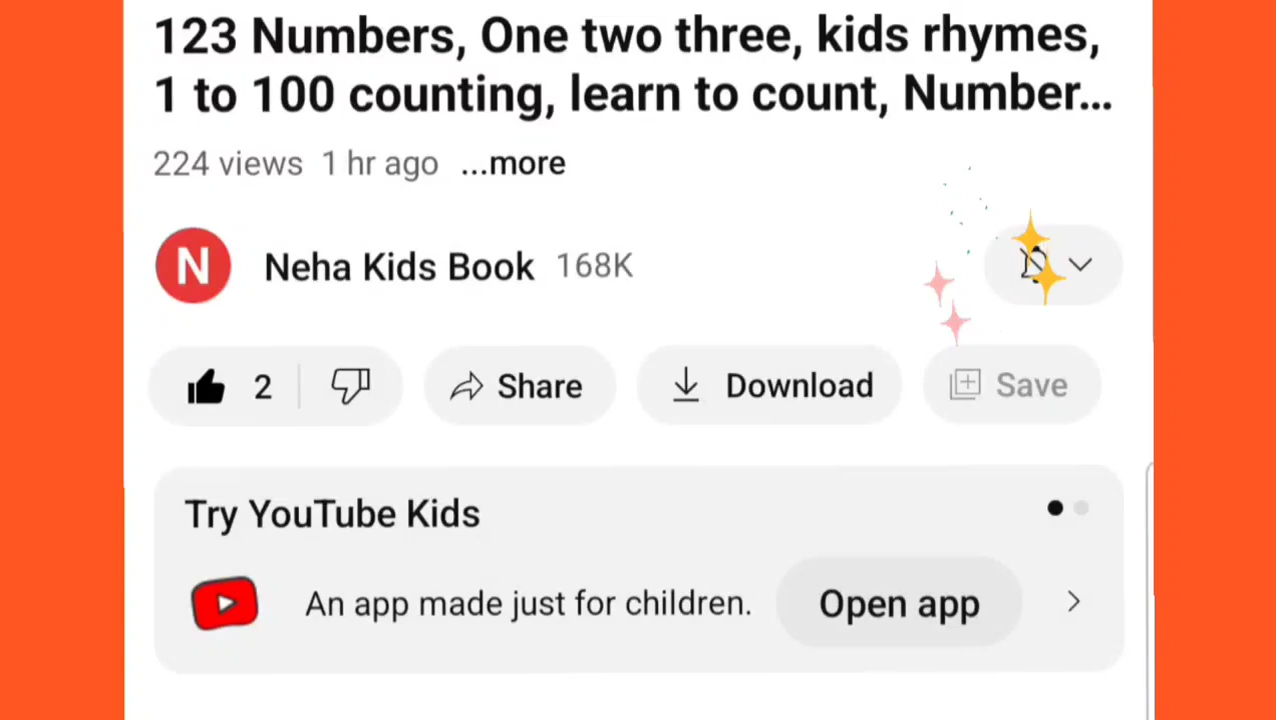 123 Numbers, One two three, kids rhymes,
1 to 100 counting, learn to count, Number...
224 views 1 hr ago ...more
N Neha Kids Book 168K
2 Share Download Save
Try YouTube Kids
An app made just for children. Open app